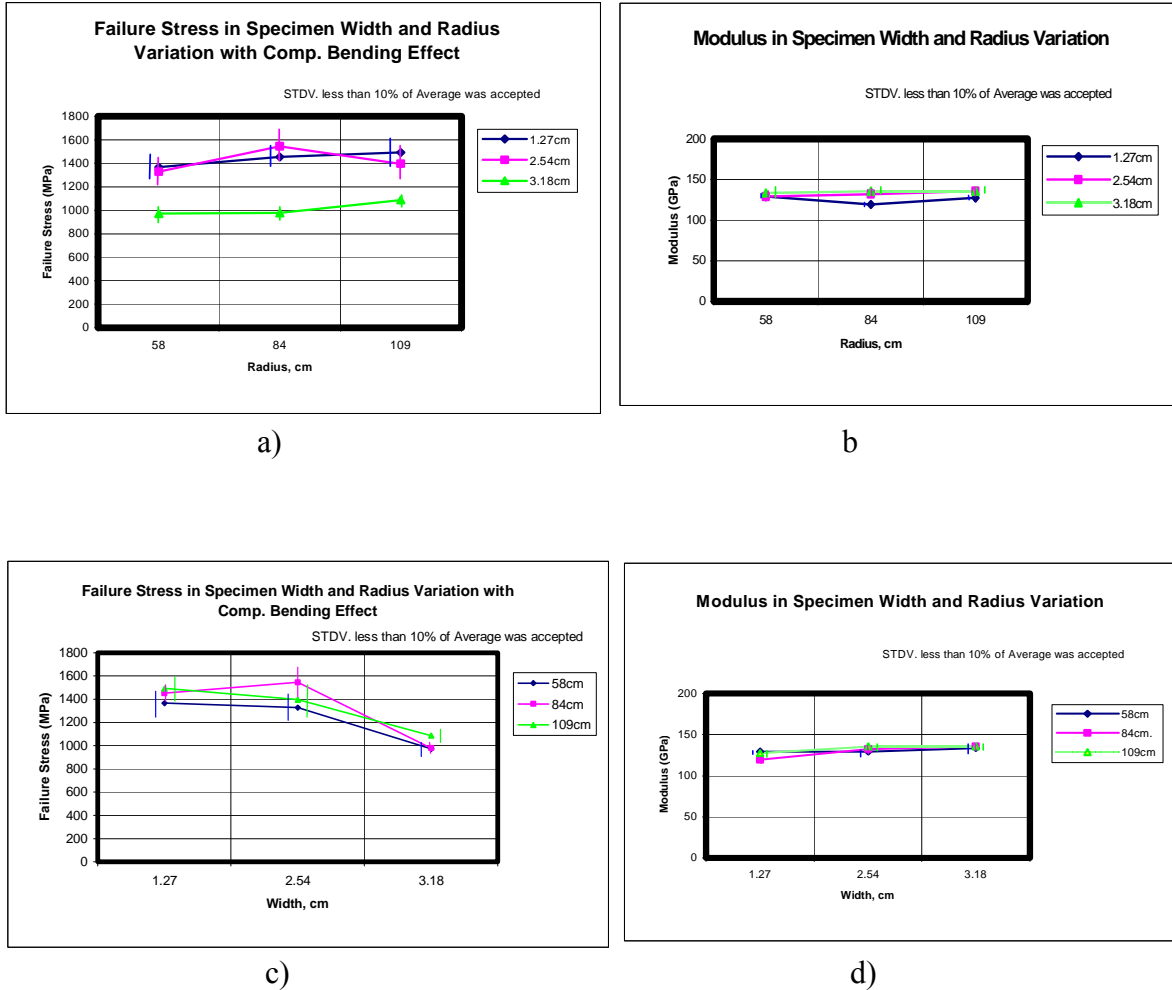 Failure Stress in Specimen Width and Radius
Variation with Comp. Bending Effect
STDV. less than 10% of Average was accepted
1800
1600
1400
1200
1000
800
600
400
200
0
Failure Stress (MPa)
58
84
109
Radius, cm
1.27cm
2.54cm
3.18cm
a)
Modulus in Specimen Width and Radius Variation
STDV. less than 10% of Average was accepted
200
150
100
50
0
Modulus (GPa)
58
84
109
Radius, cm
1.27cm
2.54cm
3.18cm
b
Failure Stress in Specimen Width and Radius Variation with
Comp. Bending Effect
STDV. less than 10% of Average was accepted
1800
1600
1400
1200
1000
800
600
400
200
0
Failure Stress (MPa)
1.27
2.54
3.18
Width, cm
58cm
84cm
109cm
c)
Modulus in Specimen Width and Radius Variation
STDV. less than 10% of Average was accepted
200
150
100
50
0
Modulus (GPa)
1.27
2.54
3.18
Width, cm
58cm
84cm.
109cm
d)